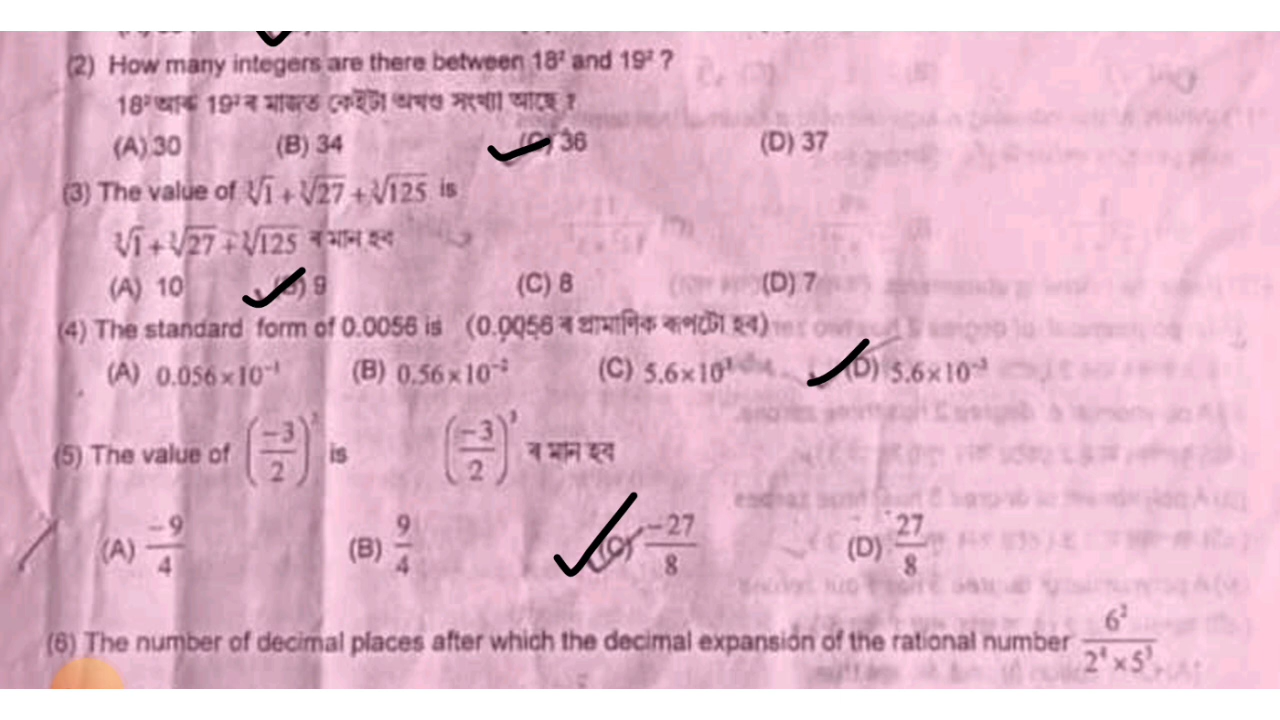 (2) How many integers are there between 18² and 19² ?
18² আৰু 19² ৰ মাজত কেইটা অখণ্ড সংখ্যা আছে ?
(A) 30 (B) 34 (C) 36 (D) 37
(3) The value of ∛1 + ∛27 + ∛125 is
∛1 + ∛27 + ∛125 ৰ মান হব
(A) 10 (B) 9 (C) 8 (D) 7
(4) The standard form of 0.0056 is (0.0056 ৰ প্ৰামাণিক ৰূপটো হব)
(A) 0.056×10⁻¹ (B) 0.56×10⁻² (C) 5.6×10³ (D) 5.6×10⁻³
(5) The value of (-3/2)³ is (-3/2)³ ৰ মান হব
(A) -9/4 (B) 9/4 (C) -27/8 (D) 27/8
(6) The number of decimal places after which the decimal expansion of the rational number 6²/2⁴×5³